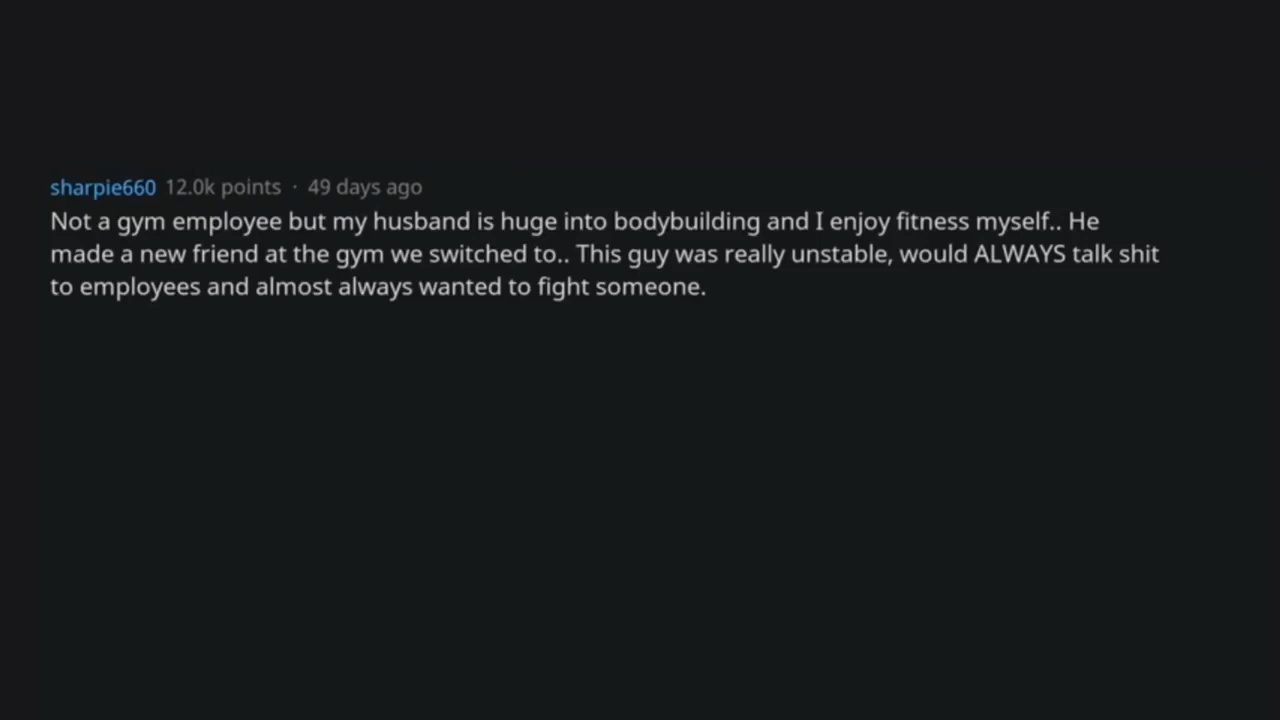 sharpie660 12.0k points · 49 days ago
Not a gym employee but my husband is huge into bodybuilding and I enjoy fitness myself.. He
made a new friend at the gym we switched to.. This guy was really unstable, would ALWAYS talk shit
to employees and almost always wanted to fight someone.